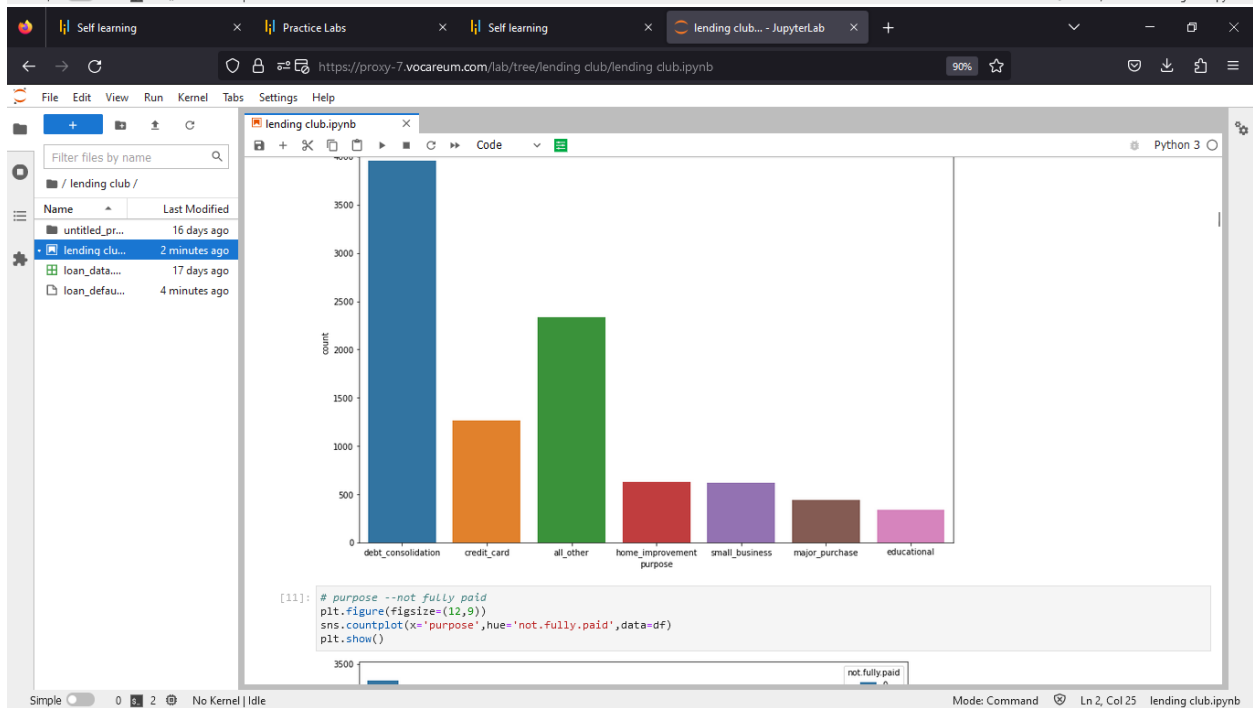 Self learning
Practice Labs
Self learning
lending club... - JupyterLab
https://proxy-7.vocareum.com/lab/tree/lending club/lending club.ipynb
90%
File Edit View Run Kernel Tabs Settings Help
lending club.ipynb
Filter files by name
Code
Python 3
/ lending club /
Name Last Modified
untitled_pr... 16 days ago
lending clu... 2 minutes ago
loan_data.... 17 days ago
loan_defau... 4 minutes ago
4000
3500
3000
2500
2000
1500
1000
500
0
count
debt_consolidation credit_card all_other home_improvement small_business major_purchase educational
purpose
[11]: # purpose --not fully paid
plt.figure(figsize=(12,9))
sns.countplot(x='purpose',hue='not.fully.paid',data=df)
plt.show()
3500
not.fully.paid
Simple 0 2 No Kernel | Idle Mode: Command Ln 2, Col 25 lending club.ipynb